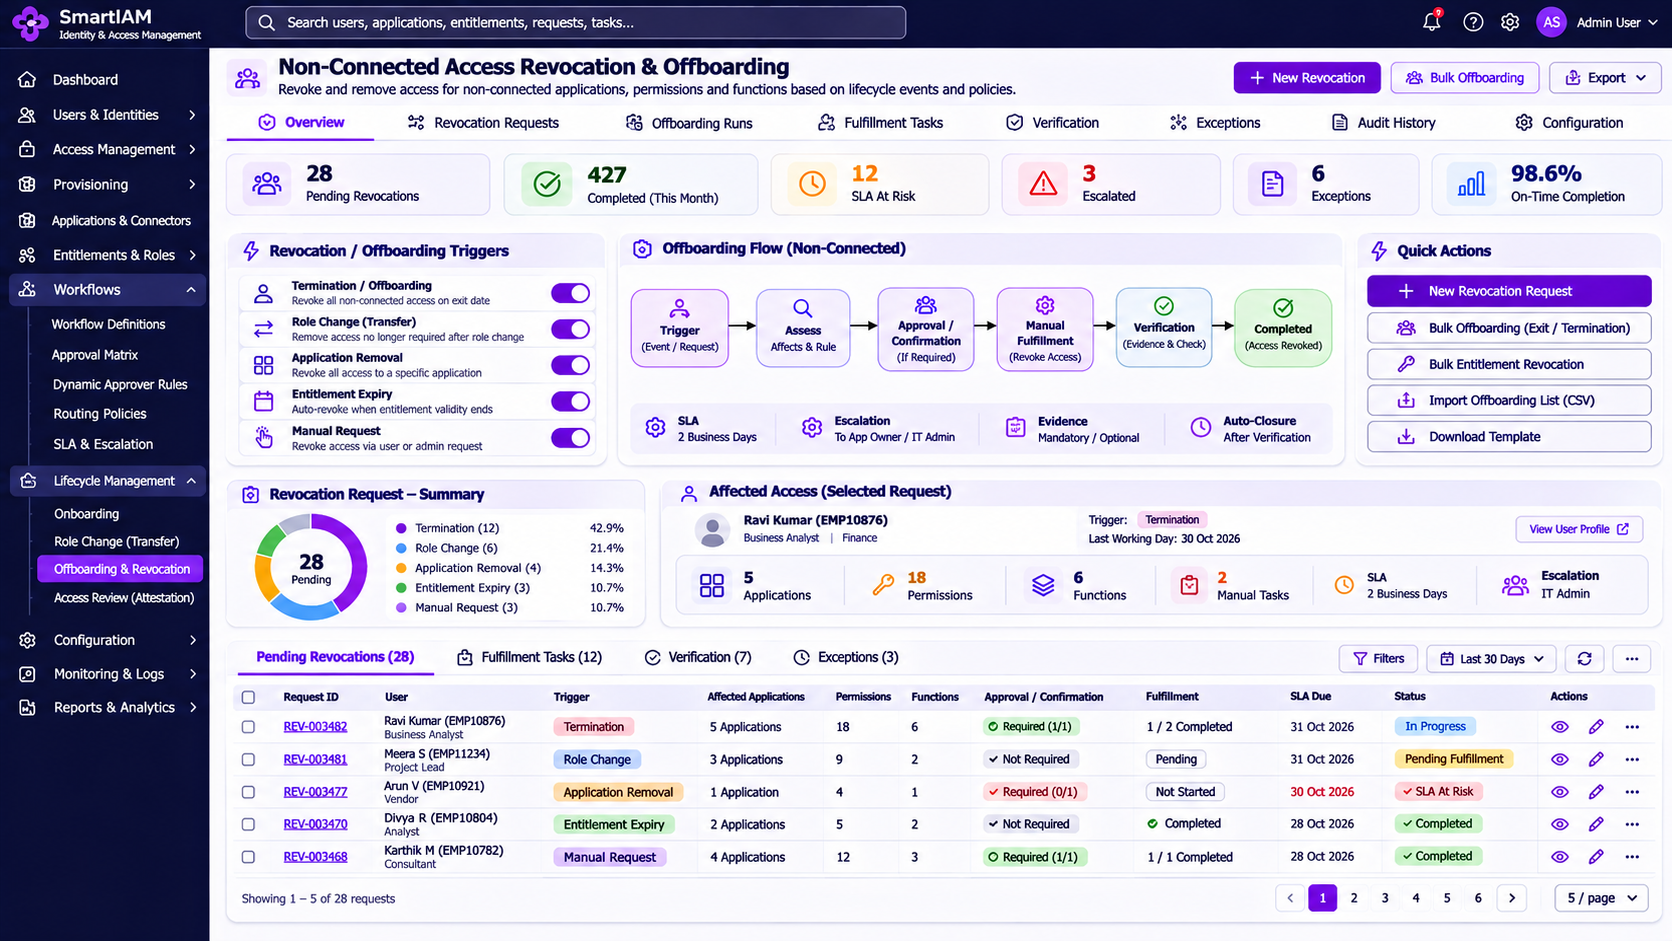 SmartIAM
Identity & Access Management
Search users, applications, entitlements, requests, tasks...
7
AS
Admin User
Dashboard
Users & Identities
Access Management
Provisioning
Applications & Connectors
Entitlements & Roles
Workflows
Workflow Definitions
Approval Matrix
Dynamic Approver Rules
Routing Policies
SLA & Escalation
Lifecycle Management
Onboarding
Role Change (Transfer)
Offboarding & Revocation
Access Review (Attestation)
Configuration
Monitoring & Logs
Reports & Analytics
Non-Connected Access Revocation & Offboarding
Revoke and remove access for non-connected applications, permissions and functions based on lifecycle events and policies.
New Revocation
Bulk Offboarding
Export
Overview
Revocation Requests
Offboarding Runs
Fulfillment Tasks
Verification
Exceptions
Audit History
Configuration
28
Pending Revocations
427
Completed (This Month)
12
SLA At Risk
3
Escalated
6
Exceptions
98.6%
On-Time Completion
Revocation / Offboarding Triggers
Termination / Offboarding
Revoke all non-connected access on exit date
Role Change (Transfer)
Remove access no longer required after role change
Application Removal
Revoke all access to a specific application
Entitlement Expiry
Auto-revoke when entitlement validity ends
Manual Request
Revoke access via user or admin request
Offboarding Flow (Non-Connected)
Trigger
(Event / Request)
Assess
Affects & Rule
Approval /
Confirmation
(If Required)
Manual
Fulfillment
(Revoke Access)
Verification
(Evidence & Check)
Completed
(Access Revoked)
SLA
2 Business Days
Escalation
To App Owner / IT Admin
Evidence
Mandatory / Optional
Auto-Closure
After Verification
Quick Actions
New Revocation Request
Bulk Offboarding (Exit / Termination)
Bulk Entitlement Revocation
Import Offboarding List (CSV)
Download Template
Revocation Request – Summary
28
Pending
Termination (12) 42.9%
Role Change (6) 21.4%
Application Removal (4) 14.3%
Entitlement Expiry (3) 10.7%
Manual Request (3) 10.7%
Affected Access (Selected Request)
Ravi Kumar (EMP10876)
Business Analyst | Finance
Trigger: Termination
Last Working Day: 30 Oct 2026
View User Profile
5
Applications
18
Permissions
6
Functions
2
Manual Tasks
SLA
2 Business Days
Escalation
IT Admin
Pending Revocations (28)
Fulfillment Tasks (12)
Verification (7)
Exceptions (3)
Filters
Last 30 Days
Request ID User Trigger Affected Applications Permissions Functions Approval / Confirmation Fulfillment SLA Due Status Actions
REV-003482 Ravi Kumar (EMP10876) Termination 5 Applications 18 6 Required (1/1) 1 / 2 Completed 31 Oct 2026 In Progress
Business Analyst
REV-003481 Meera S (EMP11234) Role Change 3 Applications 9 2 Not Required Pending 31 Oct 2026 Pending Fulfillment
Project Lead
REV-003477 Arun V (EMP10921) Application Removal 1 Application 4 1 Required (0/1) Not Started 30 Oct 2026 SLA At Risk
Vendor
REV-003470 Divya R (EMP10804) Entitlement Expiry 2 Applications 5 2 Not Required Completed 28 Oct 2026 Completed
Analyst
REV-003468 Karthik M (EMP10782) Manual Request 4 Applications 12 3 Required (1/1) 1 / 1 Completed 28 Oct 2026 Completed
Consultant
Showing 1 – 5 of 28 requests
1 2 3 4 5 6
5 / page